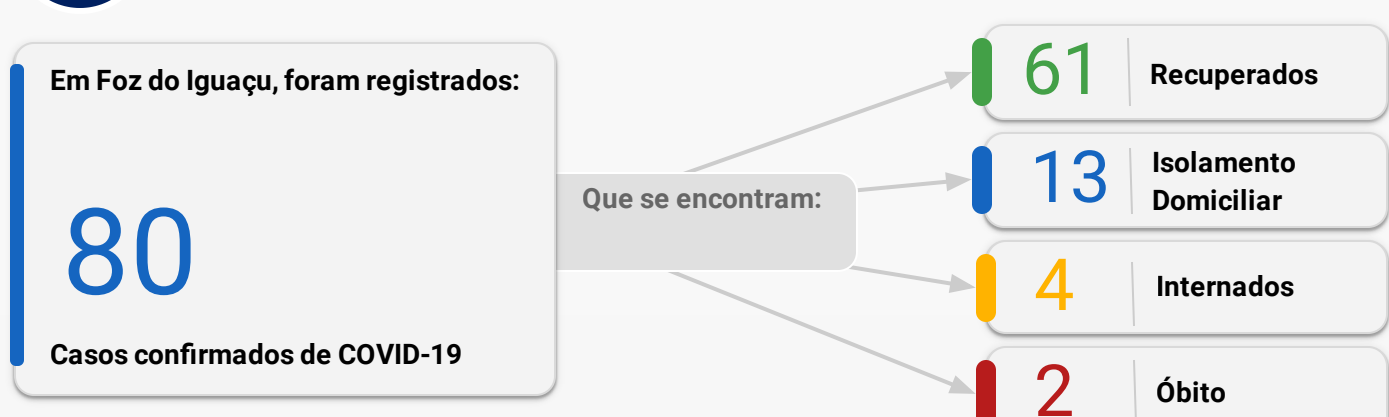 Em Foz do Iguaçu, foram registrados:
80
Casos confirmados de COVID-19
Que se encontram:
61 Recuperados
13 Isolamento
Domiciliar
4 Internados
2 Óbito